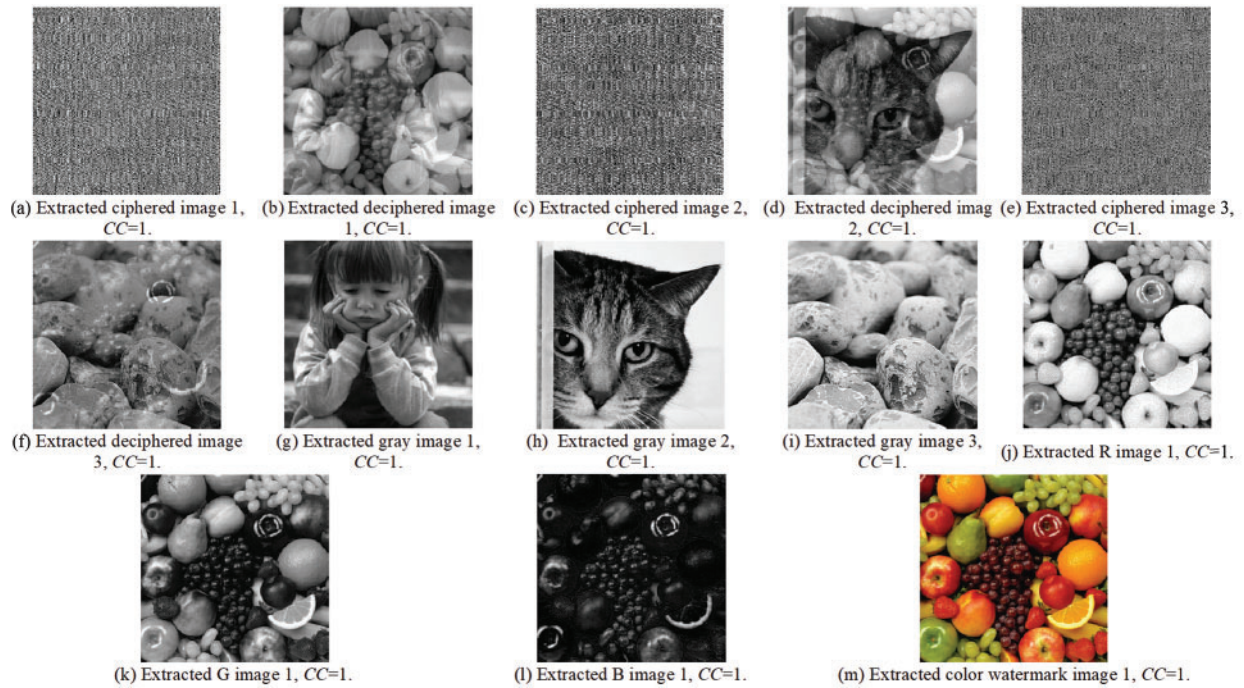 (a) Extracted ciphered image 1,
CC=1.
(b) Extracted deciphered image
1, CC=1.
(c) Extracted ciphered image 2,
CC=1.
(d) Extracted deciphered imag
2, CC=1.
(e) Extracted ciphered image 3,
CC=1.
(f) Extracted deciphered image
3, CC=1.
(g) Extracted gray image 1,
CC=1.
(h) Extracted gray image 2,
CC=1.
(i) Extracted gray image 3,
CC=1.
(j) Extracted R image 1, CC=1.
(k) Extracted G image 1, CC=1.
(l) Extracted B image 1, CC=1.
(m) Extracted color watermark image 1, CC=1.